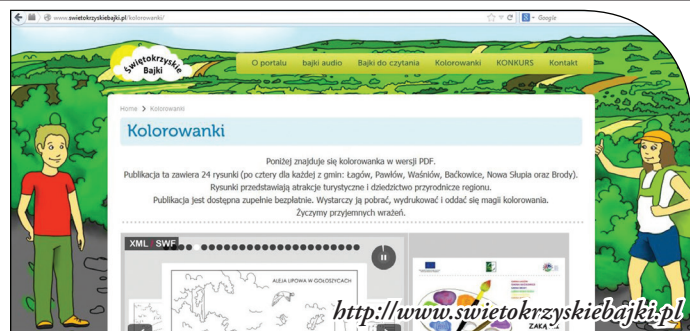 www.swietokrzyskiebajki.pl/kolorowanki/
Google
Świętokrzyskie
Bajki
O portalu bajki audio Bajki do czytania Kolorowanki KONKURS Kontakt
Home > Kolorowanki
Kolorowanki
Poniżej znajduje się kolorowanka w wersji PDF.
Publikacja ta zawiera 24 rysunki (po cztery dla każdej z gmin: Łagów, Pawłów, Waśniów, Baćkowice, Nowa Słupia oraz Brody).
Rysunki przedstawiają atrakcje turystyczne i dziedzictwo przyrodnicze regionu.
Publikacja jest dostępna zupełnie bezpłatnie. Wystarczy ją pobrać, wydrukować i oddać się magii kolorowania.
Życzymy przyjemnych wrażeń.
XML SWF
ALEJA LIPOWA W GOŁOSZYCACH
http://www.swietokrzyskiebajki.pl